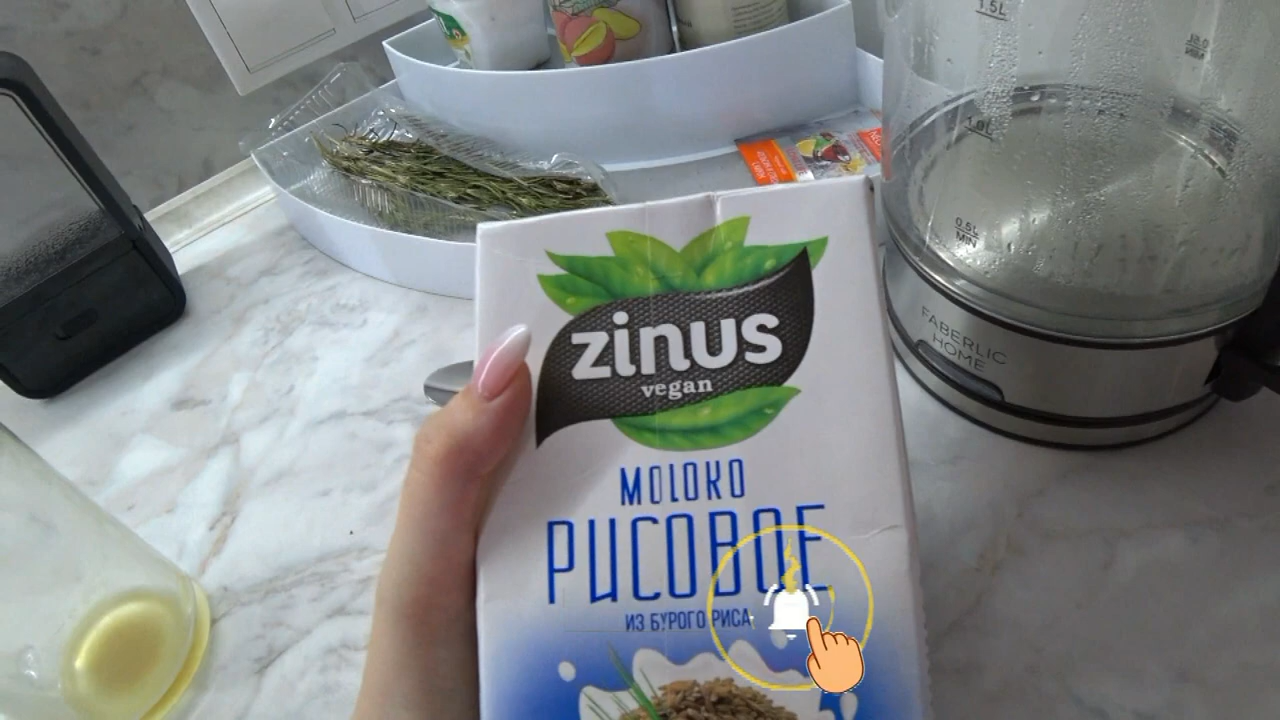 1.5L
1.0L
0.5L
MIN
FABERLIC
HOME
zinus
vegan
MOLOKO
РИСОВОЕ
ИЗ БУРОГО РИСА